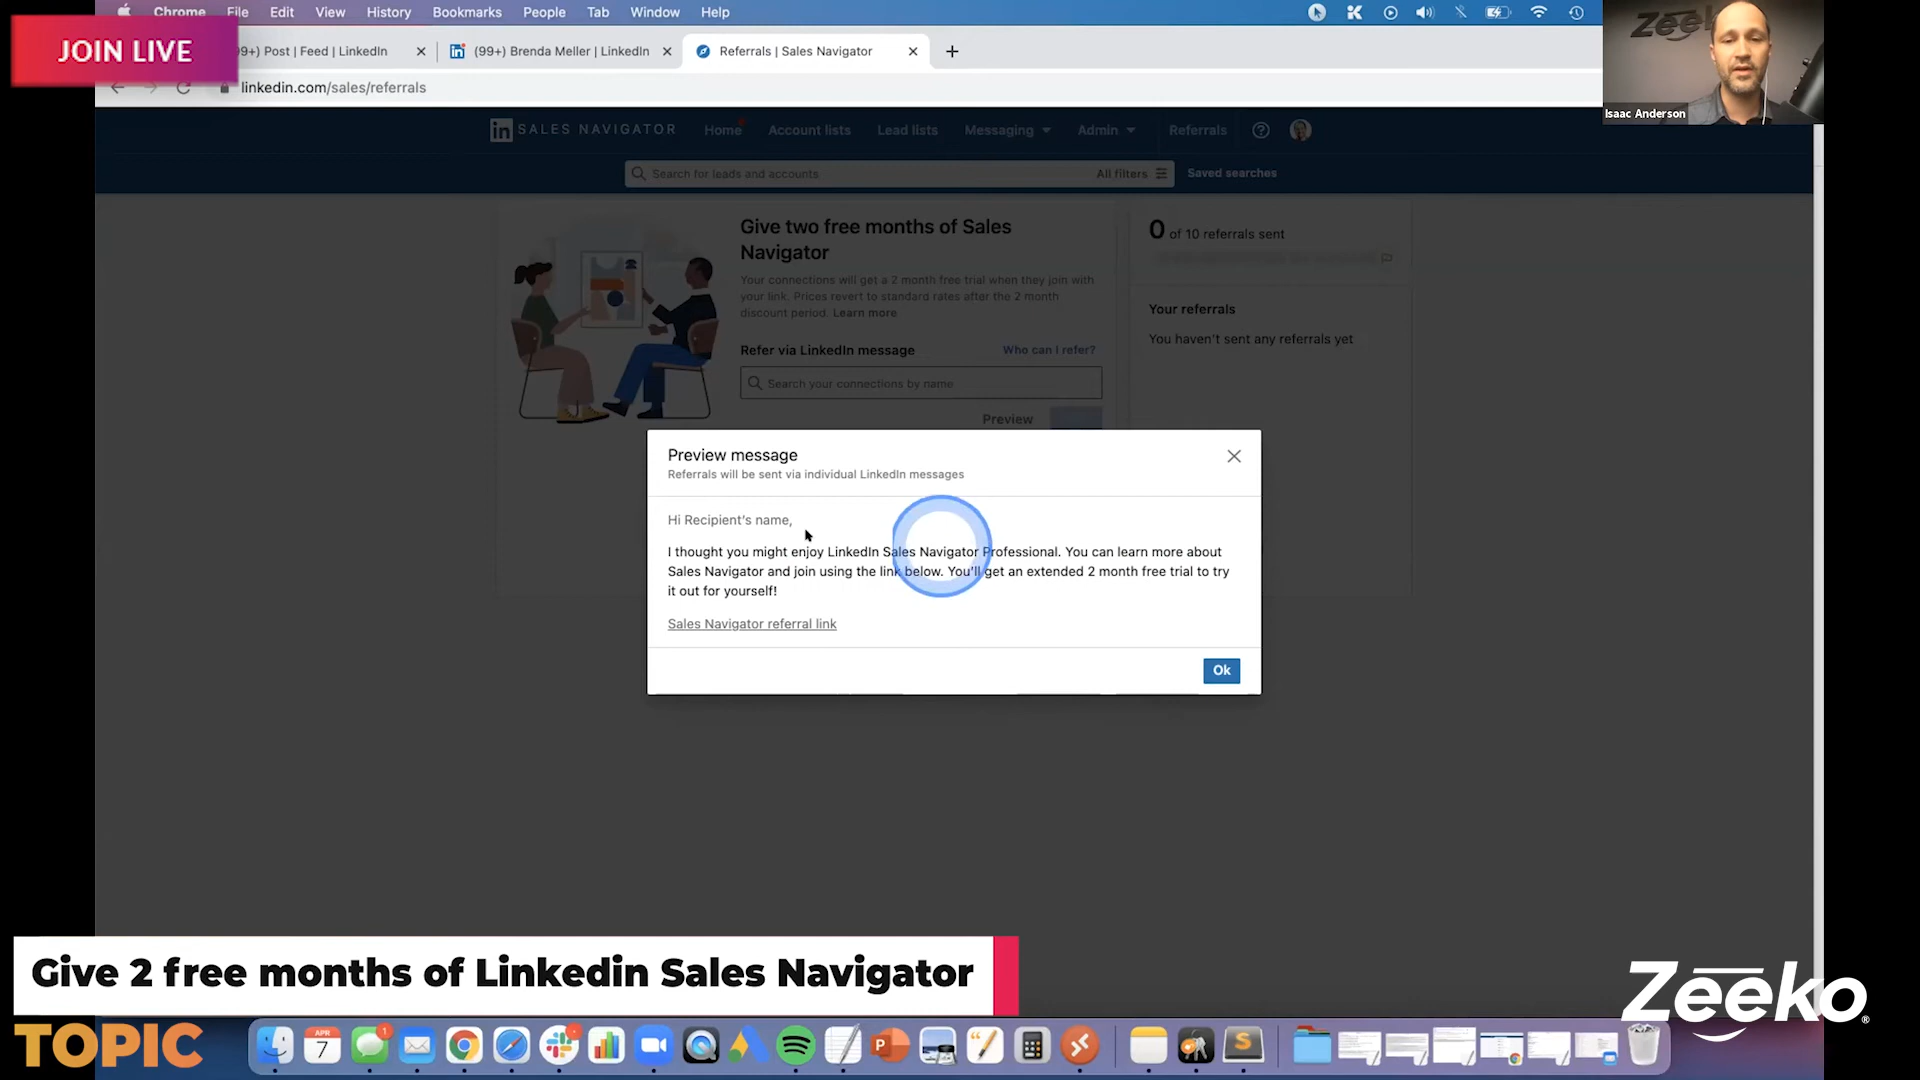 Chrome File Edit View History Bookmarks People Tab Window Help
JOIN LIVE
9+) Post | Feed | LinkedIn
(99+) Brenda Meller | LinkedIn
Referrals | Sales Navigator
linkedin.com/sales/referrals
Zeeko
Isaac Anderson
in SALES NAVIGATOR Home Account lists Lead lists Messaging Admin Referrals
Search for leads and accounts All filters Saved searches
Give two free months of Sales
Navigator
Your connections will get a 2 month free trial when they join with
your link. Prices revert to standard rates after the 2 month
discount period. Learn more
Refer via LinkedIn message Who can I refer?
Search your connections by name
Preview
0 of 10 referrals sent
Your referrals
You haven't sent any referrals yet
Preview message
Referrals will be sent via individual LinkedIn messages
Hi Recipient's name,
I thought you might enjoy LinkedIn Sales Navigator Professional. You can learn more about
Sales Navigator and join using the link below. You'll get an extended 2 month free trial to try
it out for yourself!
Sales Navigator referral link
Ok
Give 2 free months of Linkedin Sales Navigator
TOPIC
APR
7
1
Zeeko®